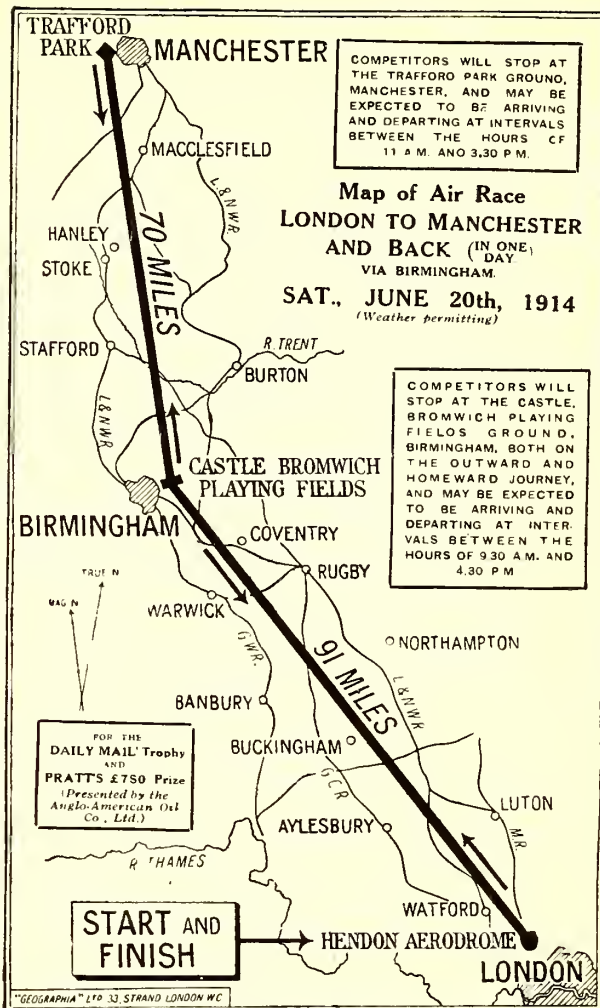 TRAFFORD
PARK
MANCHESTER
COMPETITORS WILL STOP AT
THE TRAFFORD PARK GROUND,
MANCHESTER, AND MAY BE
EXPECTED TO BE ARRIVING
AND DEPARTING AT INTERVALS
BETWEEN THE HOURS OF
11 A M. AND 3,30 P M.
MACCLESFIELD
L & NWR.
Map of Air Race
LONDON TO MANCHESTER
AND BACK (IN ONE DAY)
VIA BIRMINGHAM.
SAT., JUNE 20th, 1914
(Weather permitting)
70 MILES
HANLEY
STOKE
STAFFORD
R. TRENT
BURTON
L&NWR
COMPETITORS WILL
STOP AT THE CASTLE,
BROMWICH PLAYING
FIELDS GROUND,
BIRMINGHAM, BOTH ON
THE OUTWARD AND
HOMEWARD JOURNEY,
AND MAY BE EXPECTED
TO BE ARRIVING AND
DEPARTING AT INTER-
VALS BETWEEN THE
HOURS OF 9.30 A.M. AND
4.30 P M
CASTLE BROMWICH
PLAYING FIELDS
BIRMINGHAM
COVENTRY
RUGBY
TRUE N
MAG N
WARWICK
GWR.
NORTHAMPTON
91 MILES
L&NWR
BANBURY
BUCKINGHAM
FOR THE
DAILY MAIL' Trophy
AND
PRATT'S £750 Prize
(Presented by the
Anglo-American Oil
Co., Ltd.)
GCR
LUTON
M.R.
AYLESBURY
R THAMES
WATFORD
START AND
FINISH
HENDON AERODROME
LONDON
"GEOGRAPHIA" LTD 33, STRAND LONDON WC